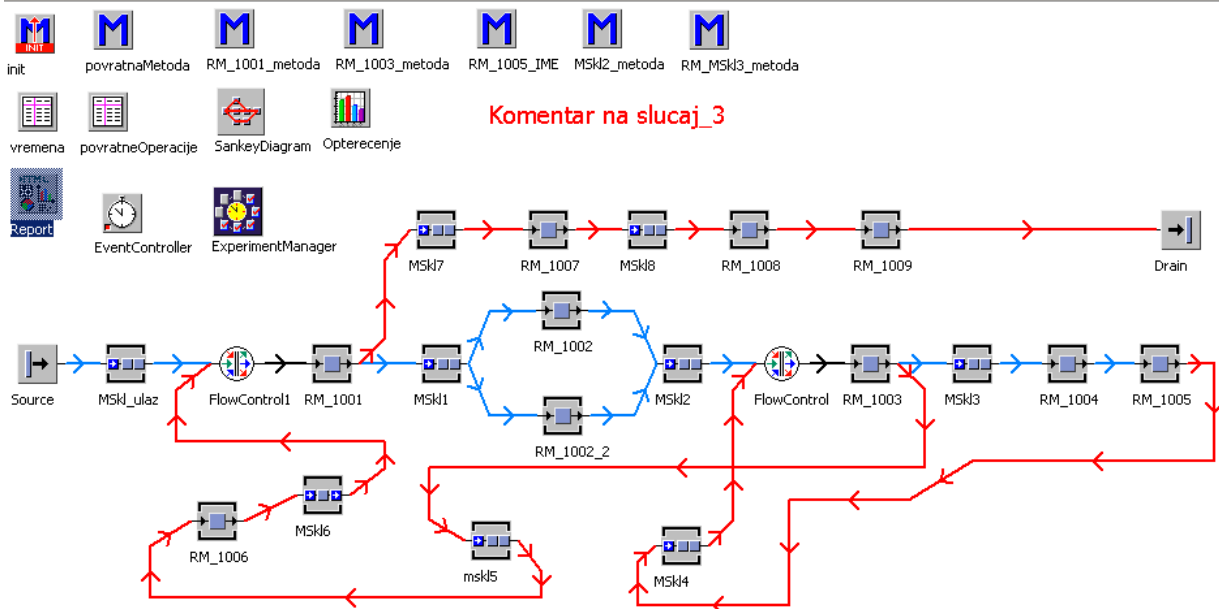 init
povratnaMetoda
RM_1001_metoda
RM_1003_metoda
RM_1005_IME
MSkl2_metoda
RM_MSkl3_metoda
Komentar na slucaj_3
vremena
povratneOperacije
SankeyDiagram
Opterecenje
Report
EventController
ExperimentManager
MSkl7
RM_1007
MSkl8
RM_1008
RM_1009
Drain
RM_1002
Source
MSkl_ulaz
FlowControl1
RM_1001
MSkl1
MSkl2
FlowControl
RM_1003
MSkl3
RM_1004
RM_1005
RM_1002_2
RM_1006
MSkl6
mskl5
MSkl4